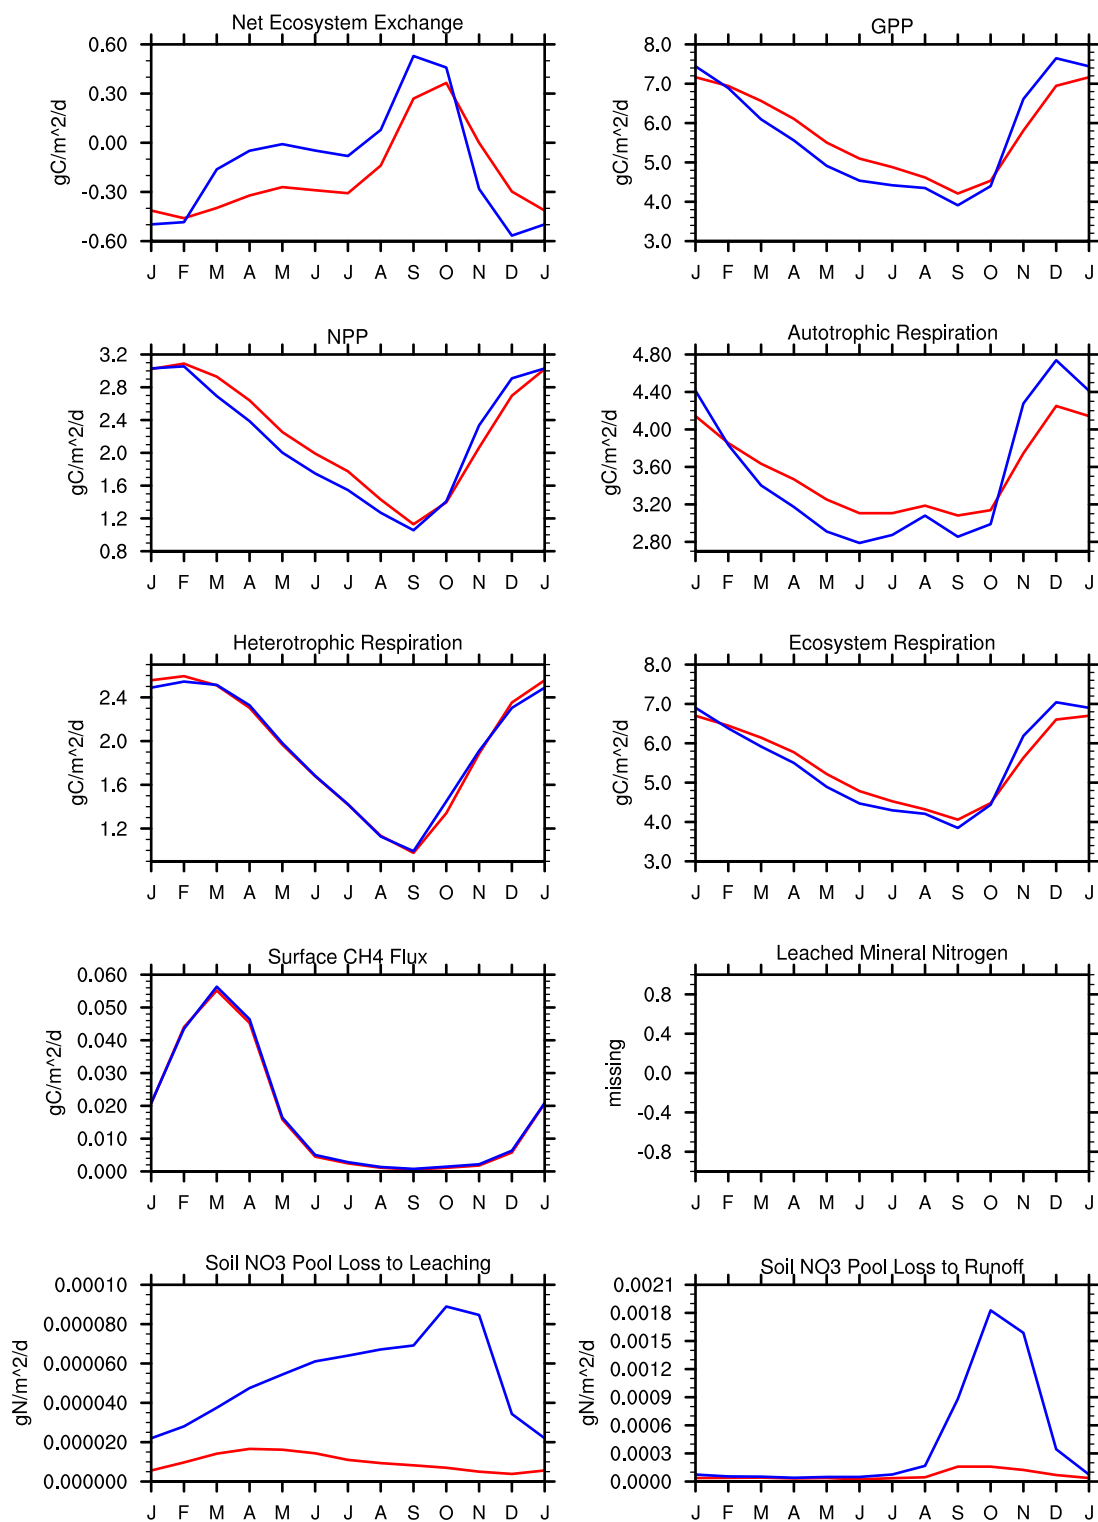 Net Ecosystem Exchange
gC/m^2/d
0.60
0.30
0.00
-0.30
-0.60
J F M A M J J A S O N D J
GPP
gC/m^2/d
8.0
7.0
6.0
5.0
4.0
3.0
J F M A M J J A S O N D J
NPP
gC/m^2/d
3.2
2.8
2.4
2.0
1.6
1.2
0.8
J F M A M J J A S O N D J
Autotrophic Respiration
gC/m^2/d
4.80
4.40
4.00
3.60
3.20
2.80
J F M A M J J A S O N D J
Heterotrophic Respiration
gC/m^2/d
2.4
2.0
1.6
1.2
J F M A M J J A S O N D J
Ecosystem Respiration
gC/m^2/d
8.0
7.0
6.0
5.0
4.0
3.0
J F M A M J J A S O N D J
Surface CH4 Flux
gC/m^2/d
0.060
0.050
0.040
0.030
0.020
0.010
0.000
J F M A M J J A S O N D J
Leached Mineral Nitrogen
missing
0.8
0.4
0.0
-0.4
-0.8
J F M A M J J A S O N D J
Soil NO3 Pool Loss to Leaching
gN/m^2/d
0.00010
0.000080
0.000060
0.000040
0.000020
0.000000
J F M A M J J A S O N D J
Soil NO3 Pool Loss to Runoff
gN/m^2/d
0.0021
0.0018
0.0015
0.0012
0.0009
0.0006
0.0003
0.0000
J F M A M J J A S O N D J